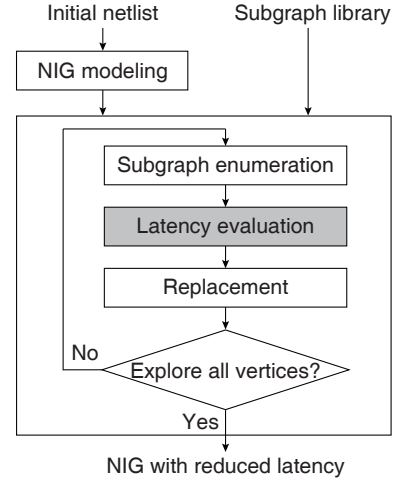 Initial netlist
Subgraph library
NIG modeling
Subgraph enumeration
Latency evaluation
Replacement
No
Explore all vertices?
Yes
NIG with reduced latency